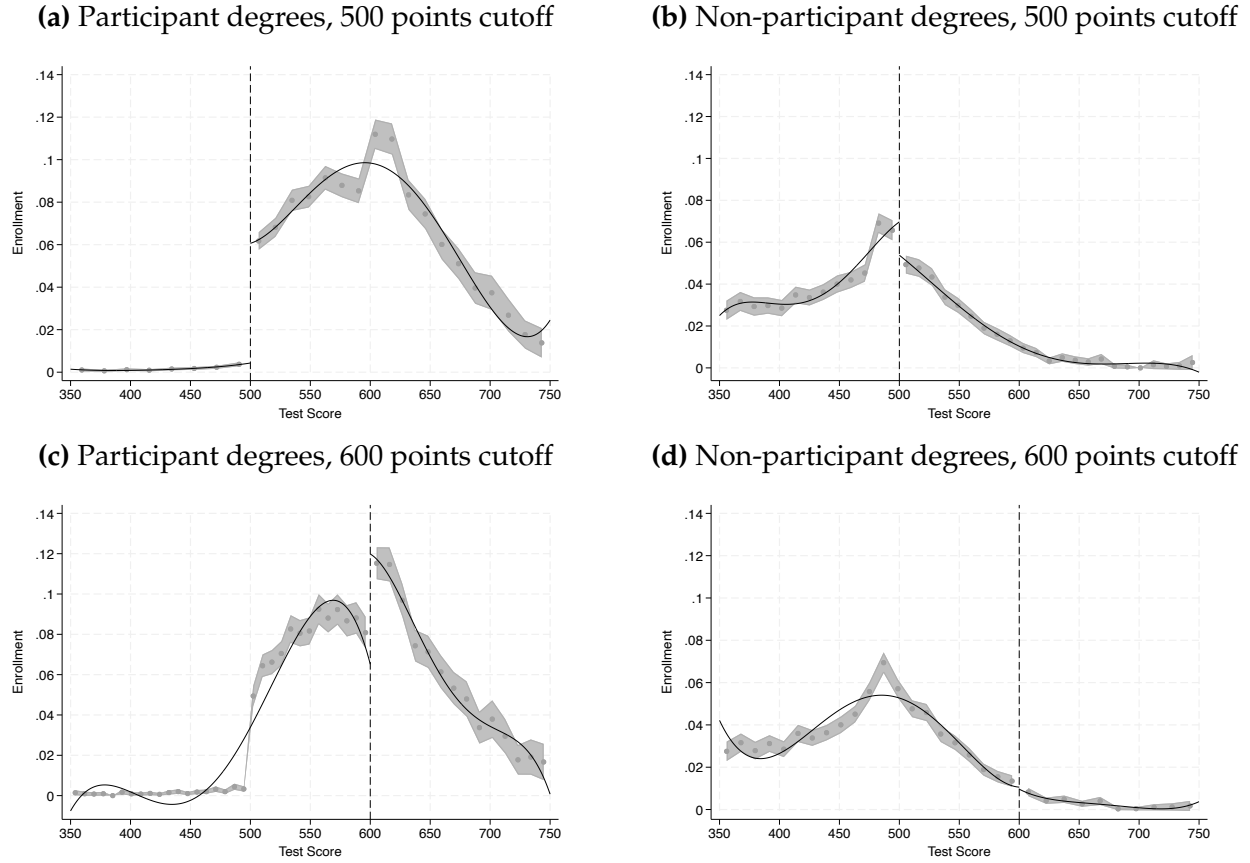 (a) Participant degrees, 500 points cutoff
(b) Non-participant degrees, 500 points cutoff
.14
.12
.1
.08
.06
.04
.02
0
Enrollment
350 400 450 500 550 600 650 700 750
Test Score
.14
.12
.1
.08
.06
.04
.02
0
Enrollment
350 400 450 500 550 600 650 700 750
Test Score
(c) Participant degrees, 600 points cutoff
(d) Non-participant degrees, 600 points cutoff
.14
.12
.1
.08
.06
.04
.02
0
Enrollment
350 400 450 500 550 600 650 700 750
Test Score
.14
.12
.1
.08
.06
.04
.02
0
Enrollment
350 400 450 500 550 600 650 700 750
Test Score